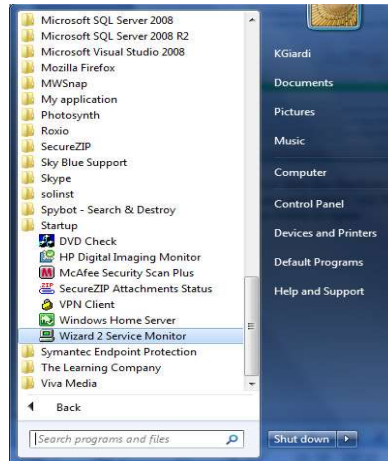 Microsoft SQL Server 2008
Microsoft SQL Server 2008 R2
Microsoft Visual Studio 2008
Mozilla Firefox
MWSnap
My application
Photosynth
Roxio
SecureZIP
Sky Blue Support
Skype
solinst
Spybot - Search & Destroy
Startup
DVD Check
HP Digital Imaging Monitor
McAfee Security Scan Plus
SecureZIP Attachments Status
VPN Client
Windows Home Server
Wizard 2 Service Monitor
Symantec Endpoint Protection
The Learning Company
Viva Media
Back
Search programs and files
KGiardi
Documents
Pictures
Music
Computer
Control Panel
Devices and Printers
Default Programs
Help and Support
Shut down